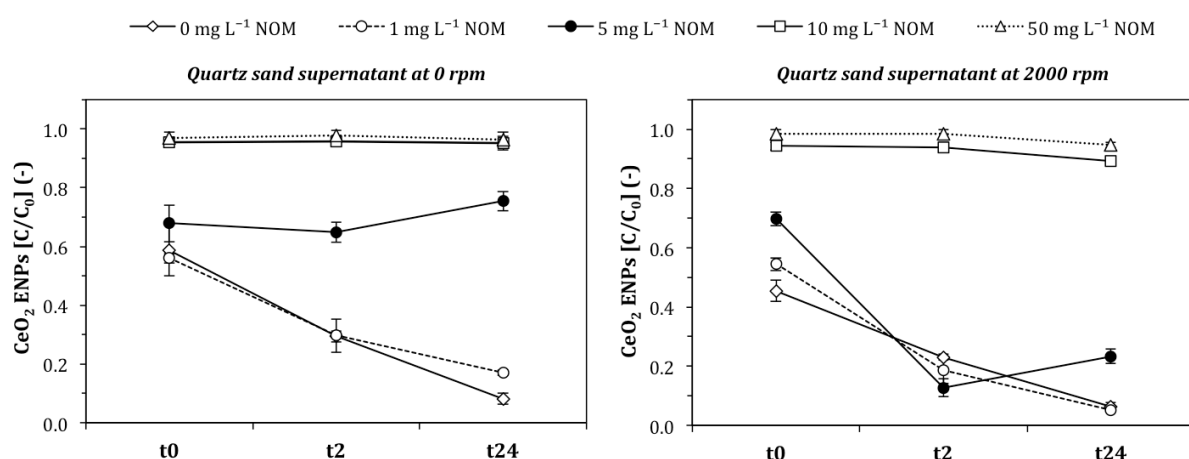 0 mg L⁻¹ NOM 1 mg L⁻¹ NOM 5 mg L⁻¹ NOM 10 mg L⁻¹ NOM 50 mg L⁻¹ NOM
Quartz sand supernatant at 0 rpm
CeO₂ ENPs [C/C₀] (-)
1.0
0.8
0.6
0.4
0.2
0.0
t0 t2 t24
Quartz sand supernatant at 2000 rpm
CeO₂ ENPs [C/C₀] (-)
1.0
0.8
0.6
0.4
0.2
0.0
t0 t2 t24